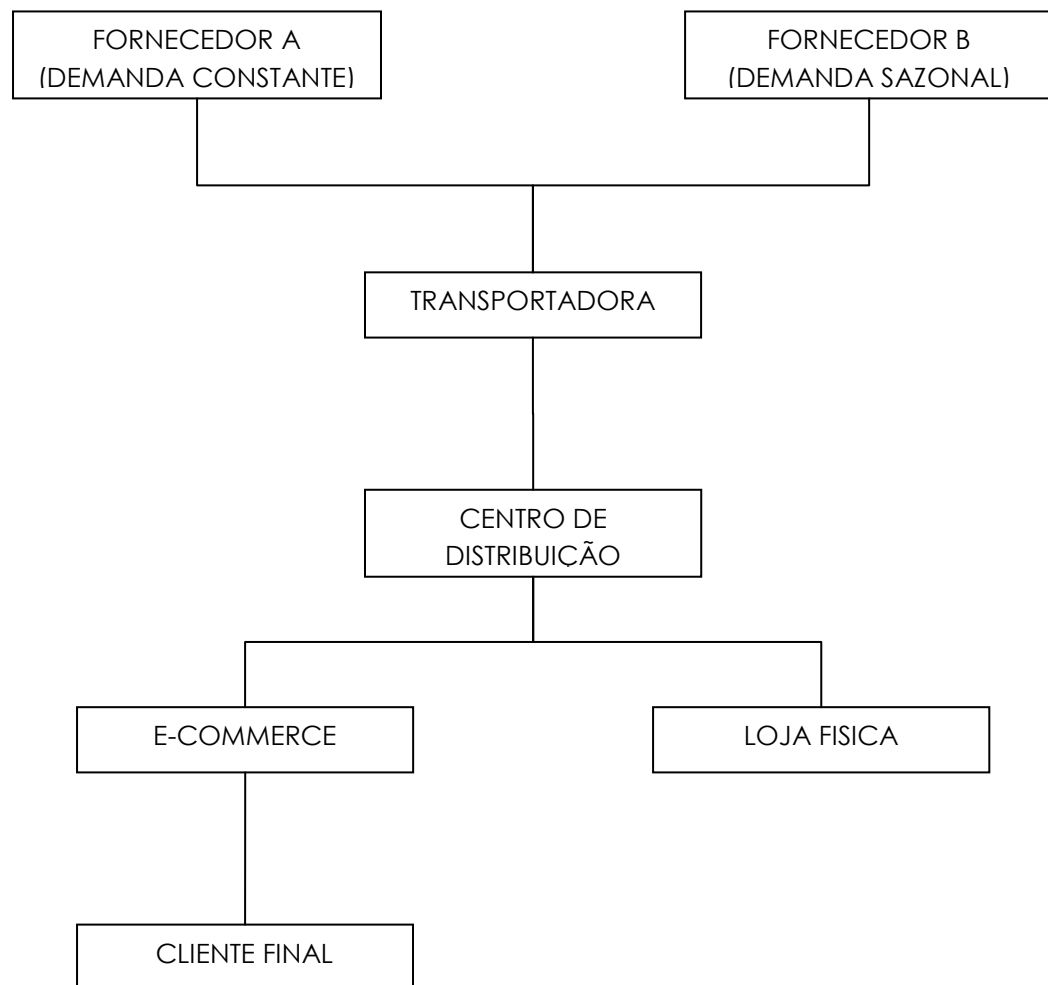 FORNECEDOR A
(DEMANDA CONSTANTE)
FORNECEDOR B
(DEMANDA SAZONAL)
TRANSPORTADORA
CENTRO DE
DISTRIBUIÇÃO
E-COMMERCE
LOJA FISICA
CLIENTE FINAL